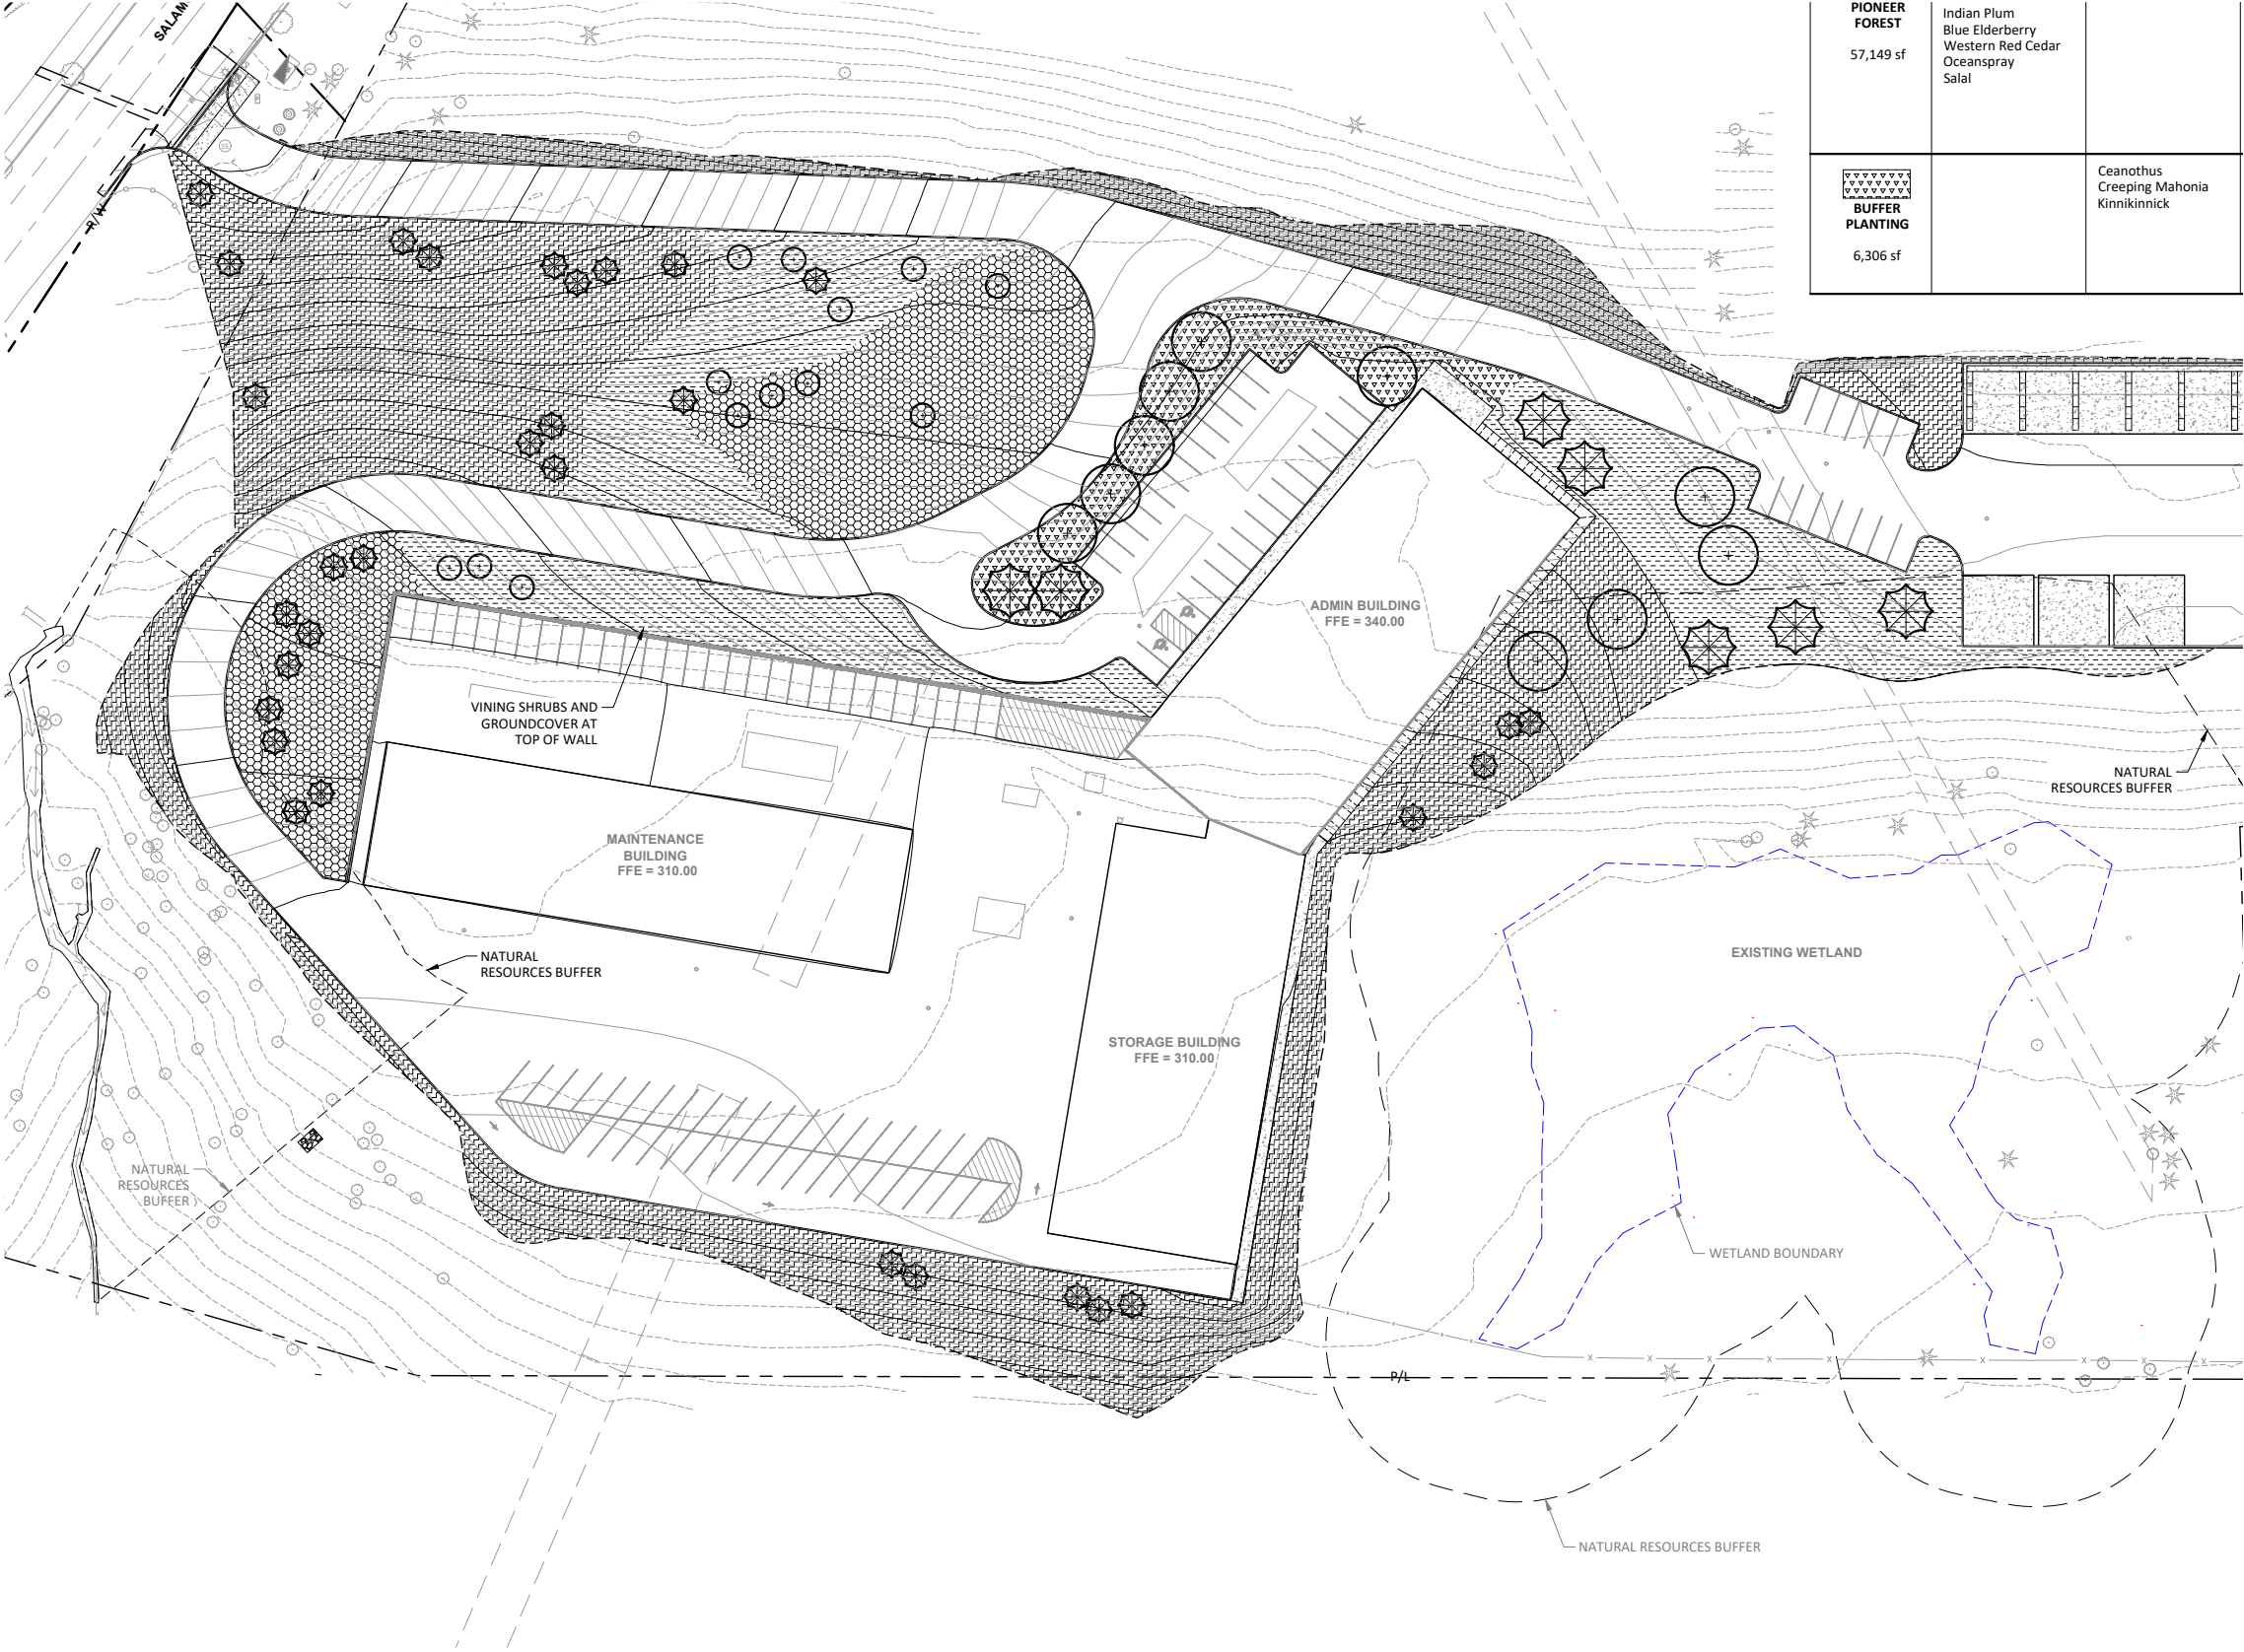 SALAM
R/W
PIONEER
FOREST
57,149 sf
Indian Plum
Blue Elderberry
Western Red Cedar
Oceanspray
Salal
BUFFER
PLANTING
6,306 sf
Ceanothus
Creeping Mahonia
Kinnikinnick
ADMIN BUILDING
FFE = 340.00
VINING SHRUBS AND
GROUNDCOVER AT
TOP OF WALL
NATURAL
RESOURCES BUFFER
MAINTENANCE
BUILDING
FFE = 310.00
NATURAL
RESOURCES BUFFER
EXISTING WETLAND
STORAGE BUILDING
FFE = 310.00
NATURAL
RESOURCES
BUFFER
WETLAND BOUNDARY
P/L
NATURAL RESOURCES BUFFER